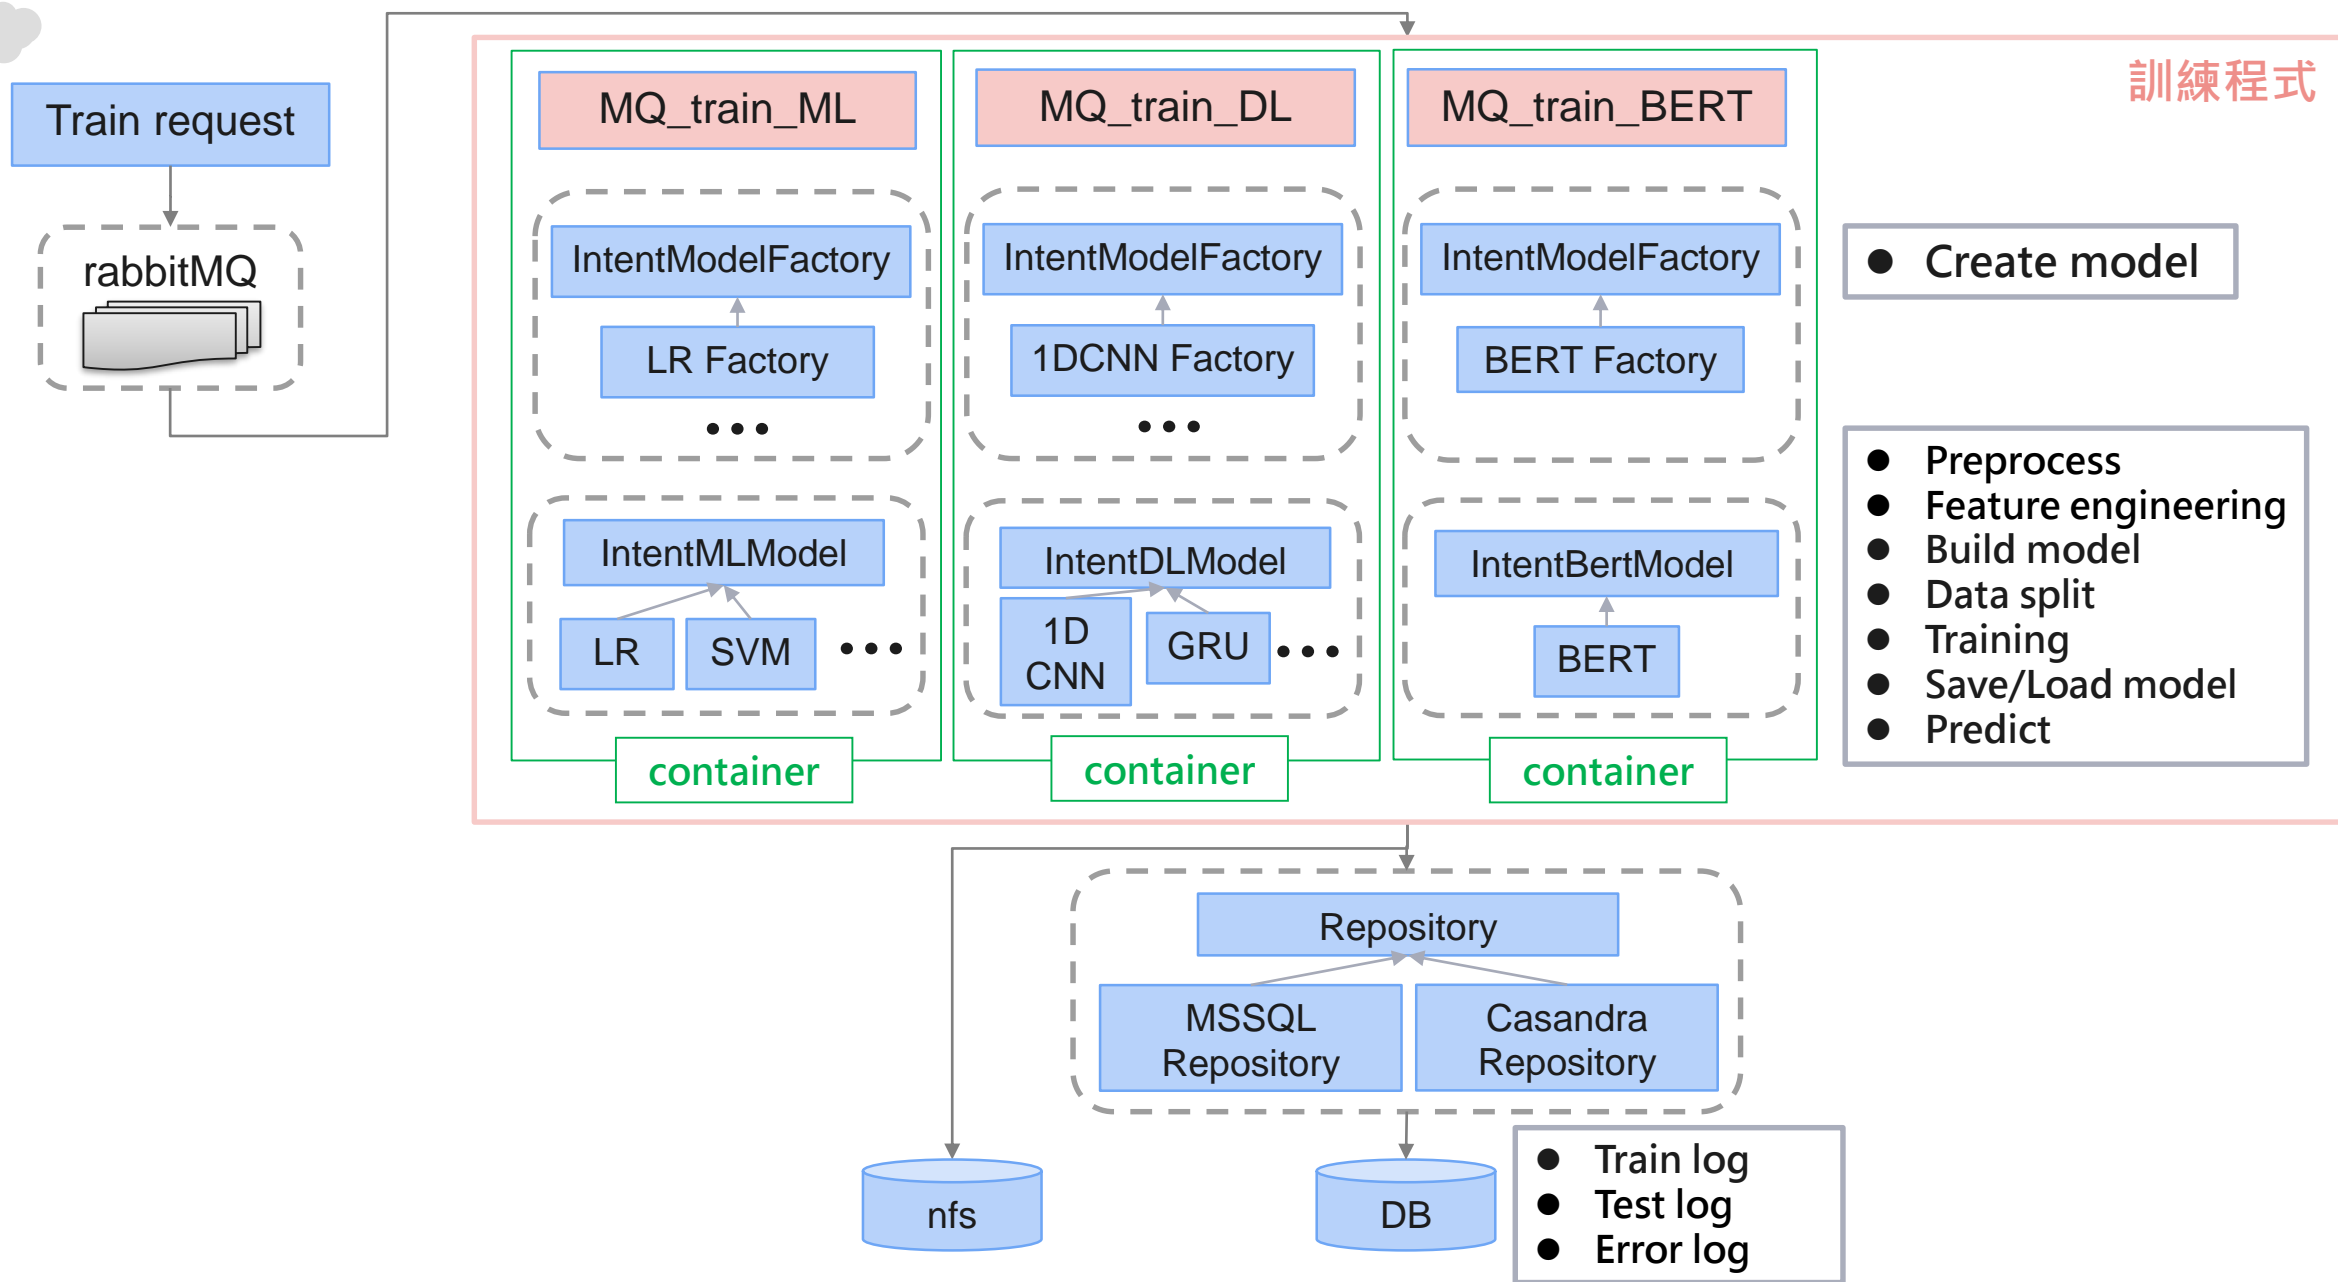 訓練程式
Train request
rabbitMQ
MQ_train_ML
IntentModelFactory
LR Factory
•••
IntentMLModel
LR
SVM
•••
container
MQ_train_DL
IntentModelFactory
1DCNN Factory
•••
IntentDLModel
1D
CNN
GRU
•••
container
MQ_train_BERT
IntentModelFactory
BERT Factory
IntentBertModel
BERT
container
● Create model
● Preprocess
● Feature engineering
● Build model
● Data split
● Training
● Save/Load model
● Predict
Repository
MSSQL
Repository
Casandra
Repository
nfs
DB
● Train log
● Test log
● Error log